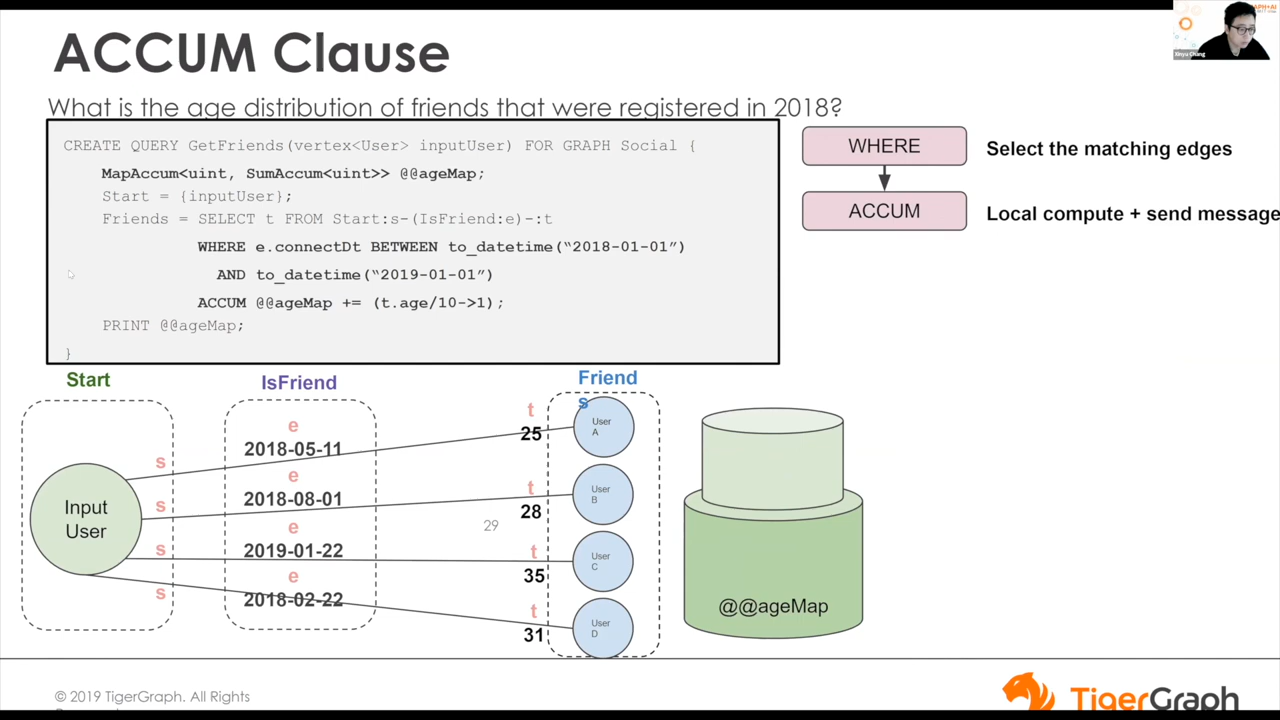 ACCUM Clause
What is the age distribution of friends that were registered in 2018?
CREATE QUERY GetFriends(vertex<User> inputUser) FOR GRAPH Social {
MapAccum<uint, SumAccum<uint>> @@ageMap;
Start = {inputUser};
Friends = SELECT t FROM Start:s-(IsFriend:e)-:t
WHERE e.connectDt BETWEEN to_datetime(“2018-01-01”)
AND to_datetime(“2019-01-01”)
ACCUM @@ageMap += (t.age/10->1);
PRINT @@ageMap;
}
WHERE
Select the matching edges
ACCUM
Local compute + send message
Xinyu Chang
Start
IsFriend
Friend
s
Input
User
s
s
s
s
e
2018-05-11
e
2018-08-01
e
2019-01-22
e
2018-02-22
29
t
25
t
28
t
35
t
31
User
A
User
B
User
C
User
D
@@ageMap
© 2019 TigerGraph. All Rights
TigerGraph